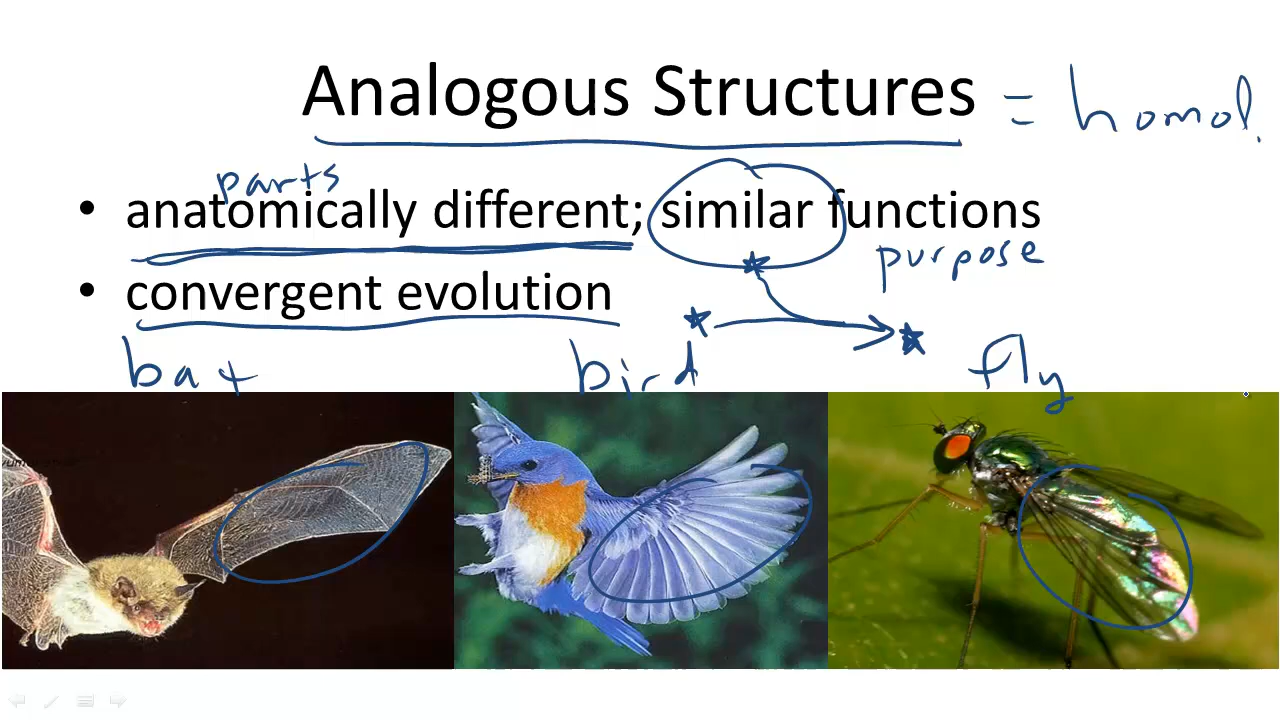 Analogous Structures = homol.
parts
• anatomically different; similar functions
purpose
• convergent evolution
bat bird fly